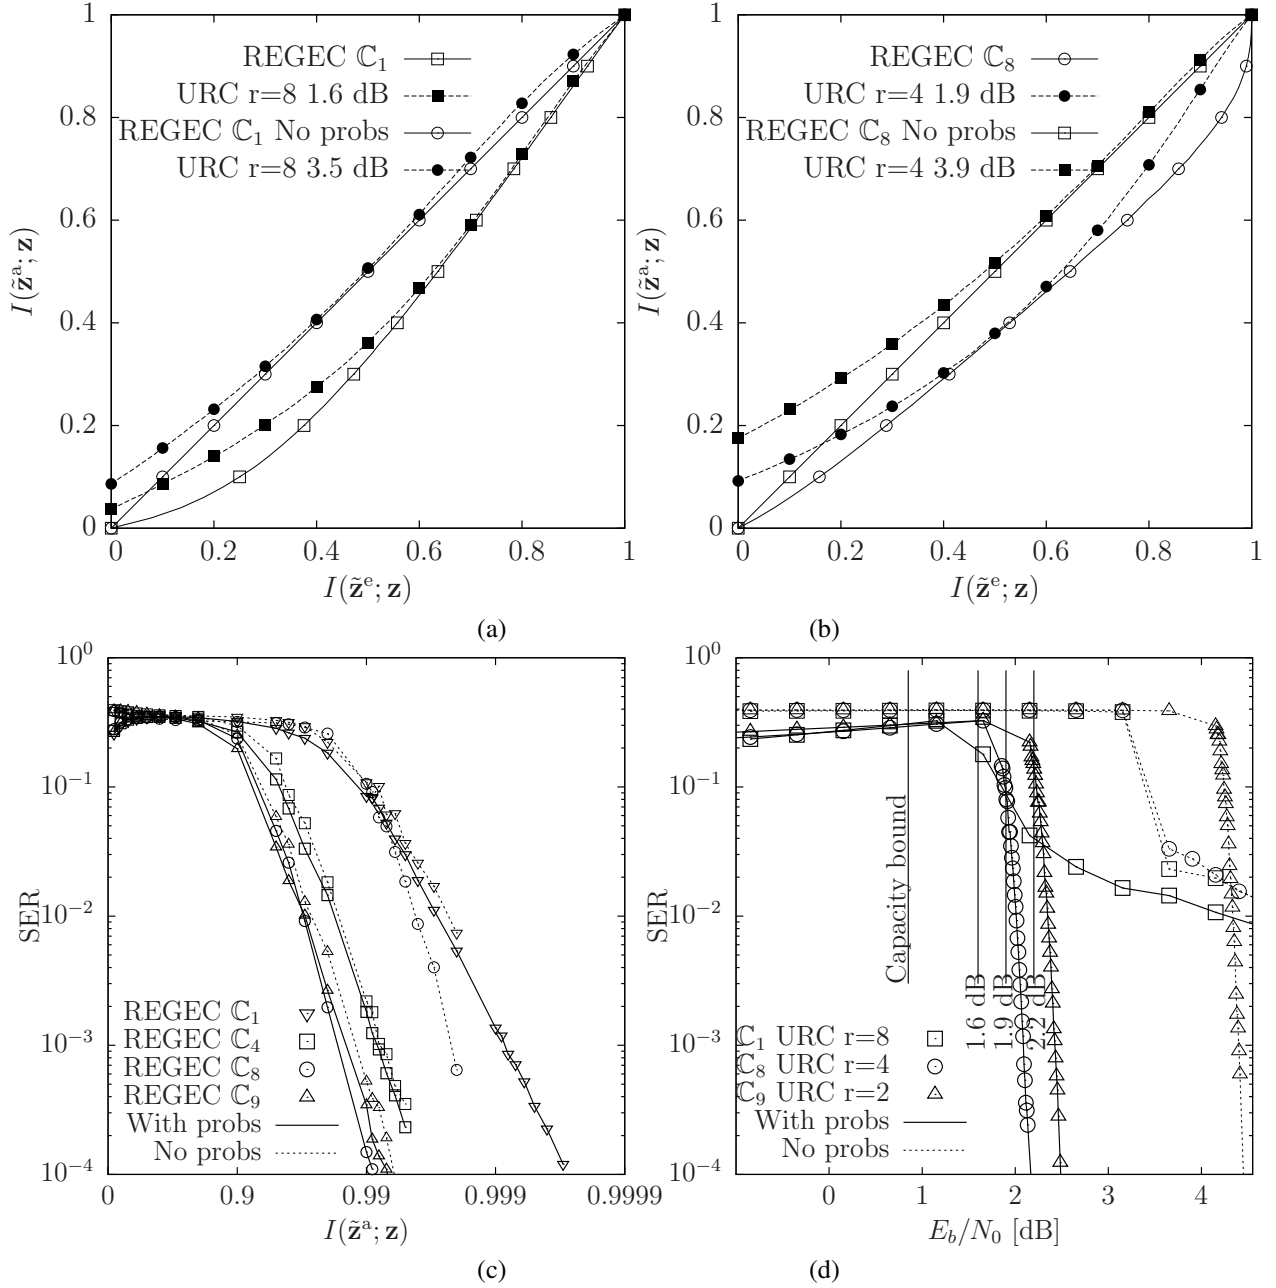 1
0.8
0.6
0.4
0.2
0
0 0.2 0.4 0.6 0.8 1
I(z̃ᵃ; z)
I(z̃ᵉ; z)
REGEC ℂ₁
URC r=8 1.6 dB
REGEC ℂ₁ No probs
URC r=8 3.5 dB
(a)
1
0.8
0.6
0.4
0.2
0
0 0.2 0.4 0.6 0.8 1
I(z̃ᵃ; z)
I(z̃ᵉ; z)
REGEC ℂ₈
URC r=4 1.9 dB
REGEC ℂ₈ No probs
URC r=4 3.9 dB
(b)
10⁰
10⁻¹
10⁻²
10⁻³
10⁻⁴
SER
REGEC ℂ₁
REGEC ℂ₄
REGEC ℂ₈
REGEC ℂ₉
With probs
No probs
0 0.9 0.99 0.999 0.9999
I(z̃ᵃ; z)
(c)
10⁰
10⁻¹
10⁻²
10⁻³
10⁻⁴
SER
Capacity bound
1.6 dB
1.9 dB
2.2 dB
ℂ₁ URC r=8
ℂ₈ URC r=4
ℂ₉ URC r=2
With probs
No probs
0 1 2 3 4
E_b/N₀ [dB]
(d)